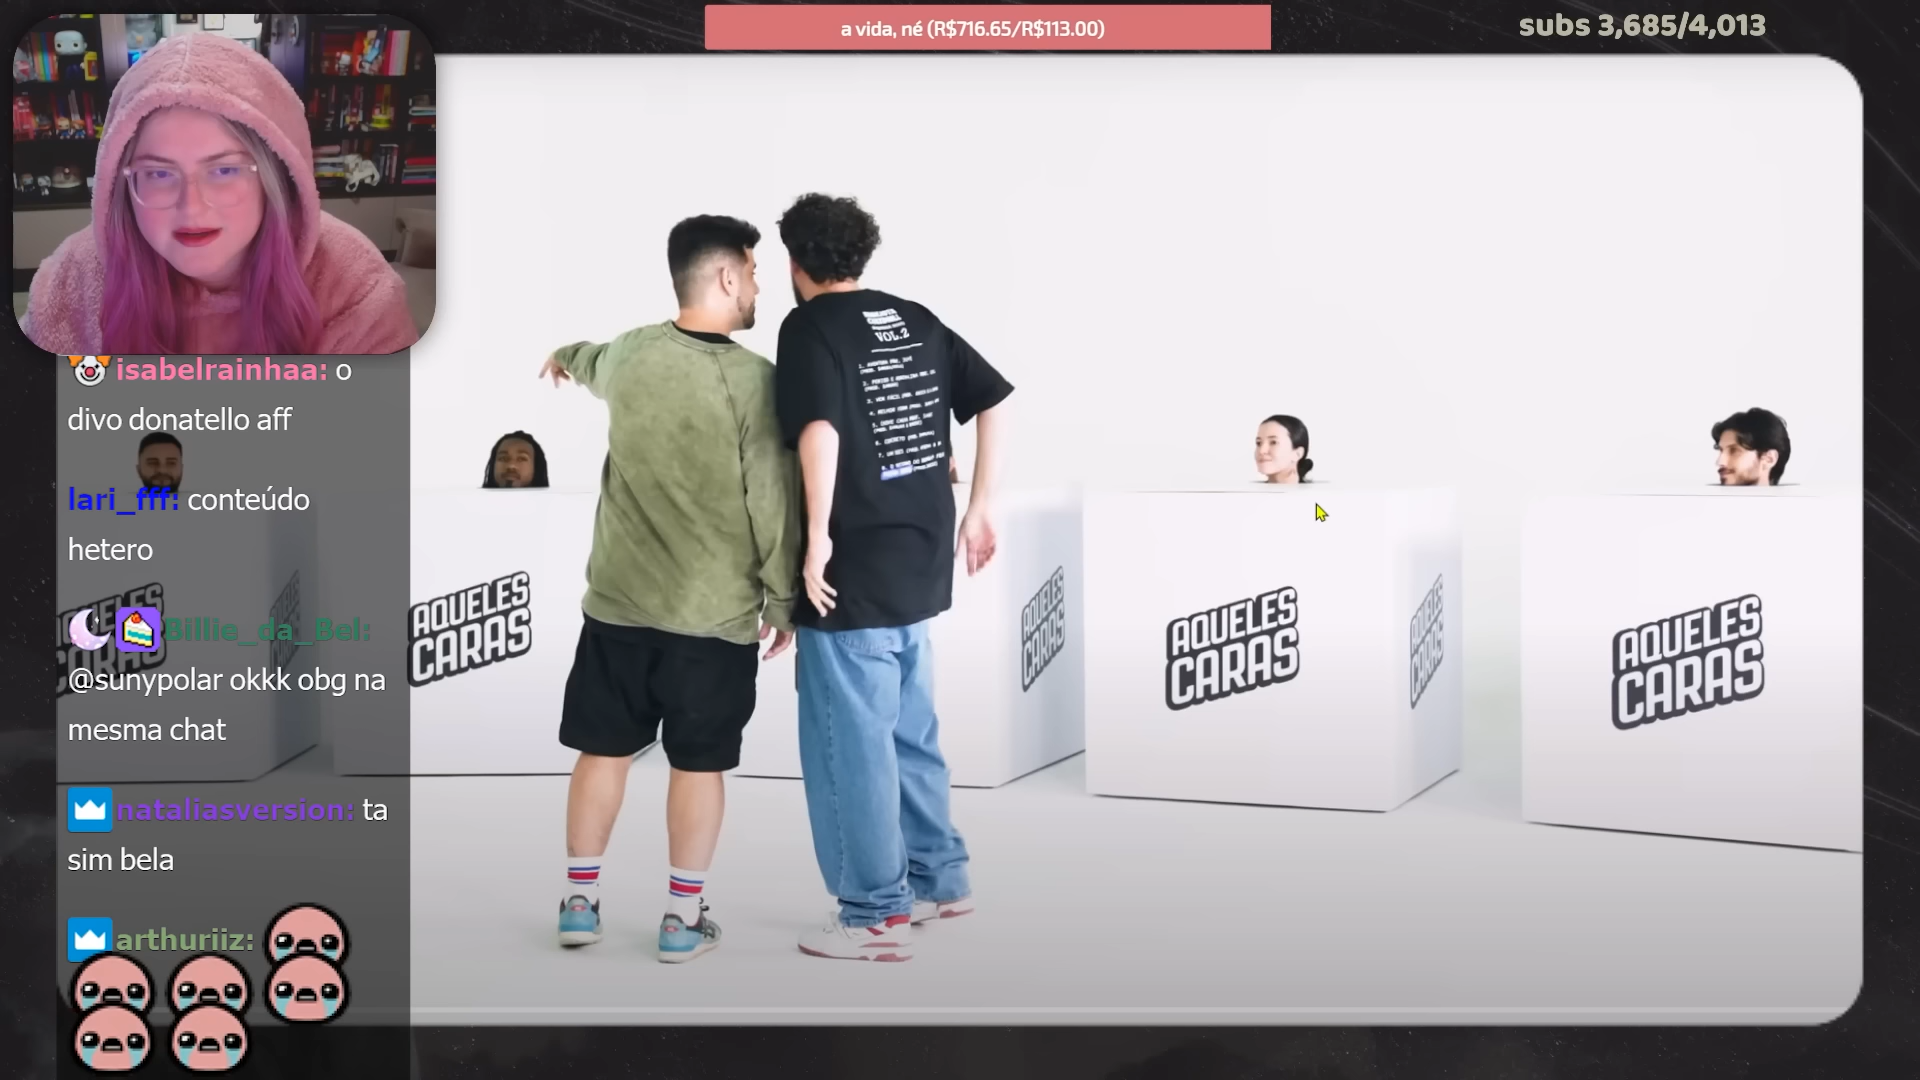 a vida, né (R$716.65/R$113.00)
subs 3,685/4,013
isabelrainhaa: o
divo donatello aff
lari_fff: conteúdo
hetero
Billie_da_Bel:
@sunypolar okkk obg na
mesma chat
nataliasversion: ta
sim bela
arthuriiz:
VOL.2
AQUELES
CARAS
AQUELES
CARAS
AQUELES
CARAS
AQUELES
CARAS
AQUELES
CARAS
AQUELES
CARAS